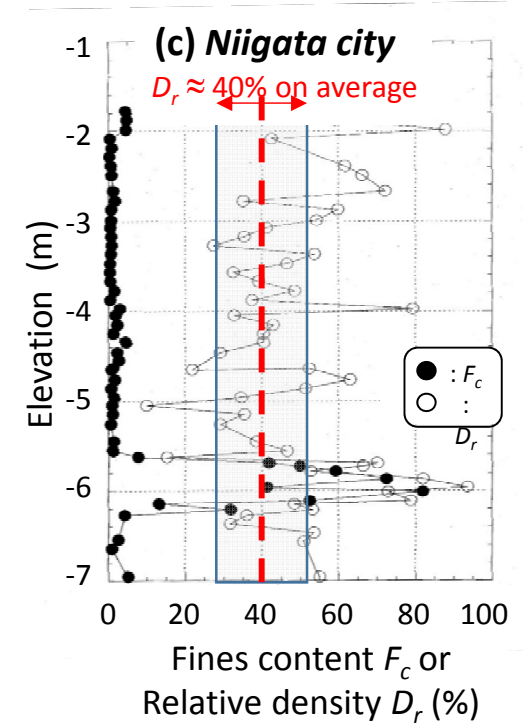 (c) Niigata city
Dr ≈ 40% on average
-1
-2
-3
-4
-5
-6
-7
Elevation (m)
● : Fc
○ :
Dr
0 20 40 60 80 100
Fines content Fc or
Relative density Dr (%)